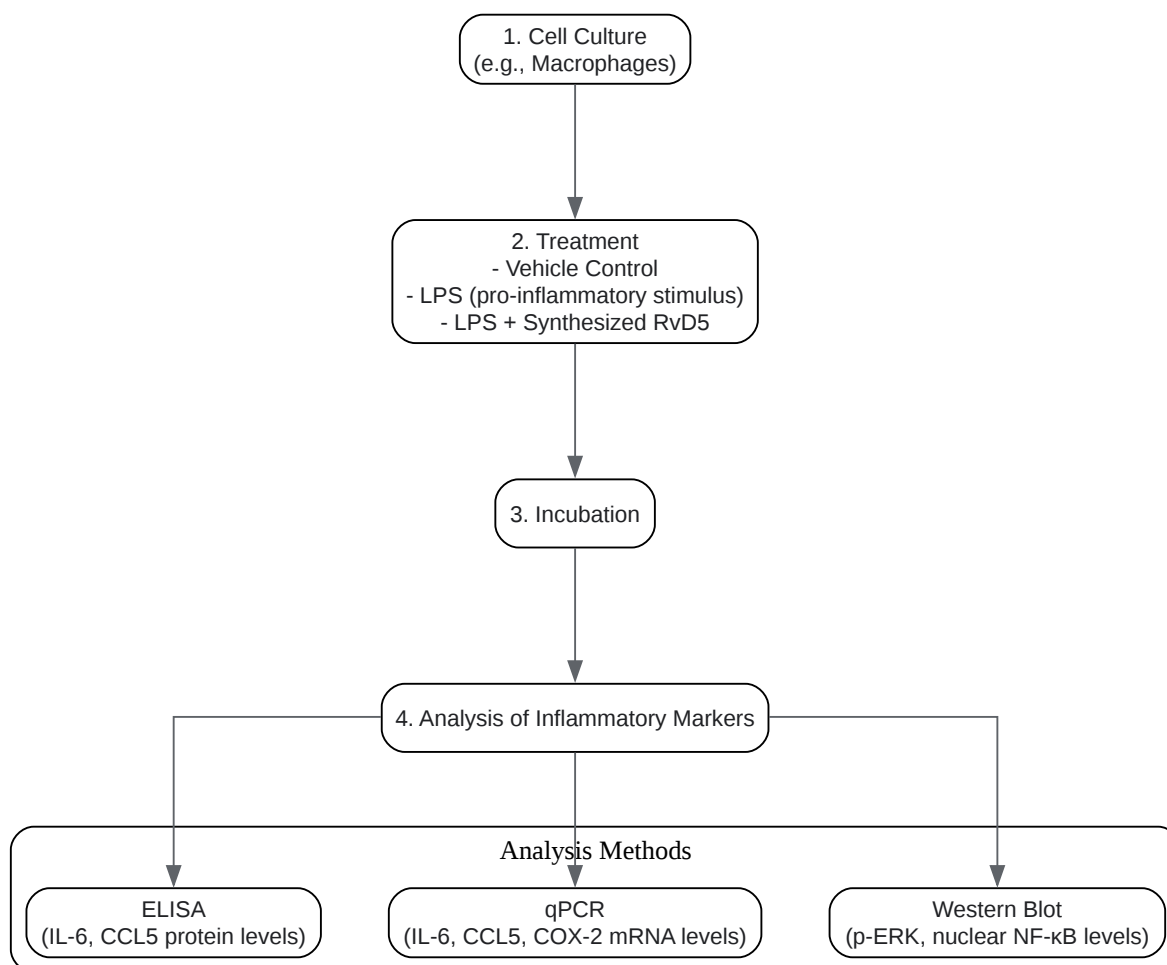 1. Cell Culture
(e.g., Macrophages)
2. Treatment
- Vehicle Control
- LPS (pro-inflammatory stimulus)
- LPS + Synthesized RvD5
3. Incubation
4. Analysis of Inflammatory Markers
Analysis Methods
ELISA
(IL-6, CCL5 protein levels)
qPCR
(IL-6, CCL5, COX-2 mRNA levels)
Western Blot
(p-ERK, nuclear NF-κB levels)